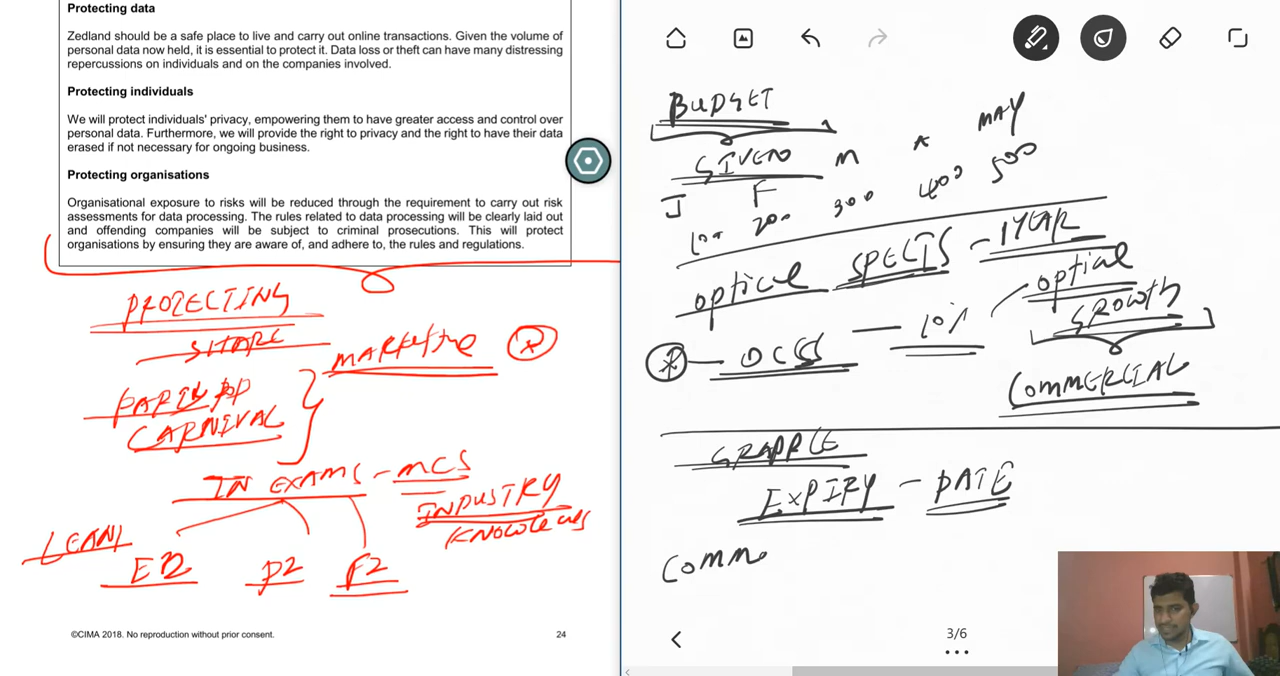 Protecting data
Zedland should be a safe place to live and carry out online transactions. Given the volume of
personal data now held, it is essential to protect it. Data loss or theft can have many distressing
repercussions on individuals and on the companies involved.
Protecting individuals
We will protect individuals' privacy, empowering them to have greater access and control over
personal data. Furthermore, we will provide the right to privacy and the right to have their data
erased if not necessary for ongoing business.
Protecting organisations
Organisational exposure to risks will be reduced through the requirement to carry out risk
assessments for data processing. The rules related to data processing will be clearly laid out
and offending companies will be subject to criminal prosecutions. This will protect
organisations by ensuring they are aware of, and adhere to, the rules and regulations.
PROTECTING
SHARE
MARKETING
CARNIVAL
IN EXAMS - MCS
INDUSTRY
E2 P2 F2
©CIMA 2018. No reproduction without prior consent.
24
BUDGET
GIVEN M A MAY
J F
100 200 300 400 500
optical SPECTS - 1 YEAR
OCSS - 10% optical
GROWTH
COMMERCIAL
GRAPPLE
EXPIRY - DATE
COMM
3/6